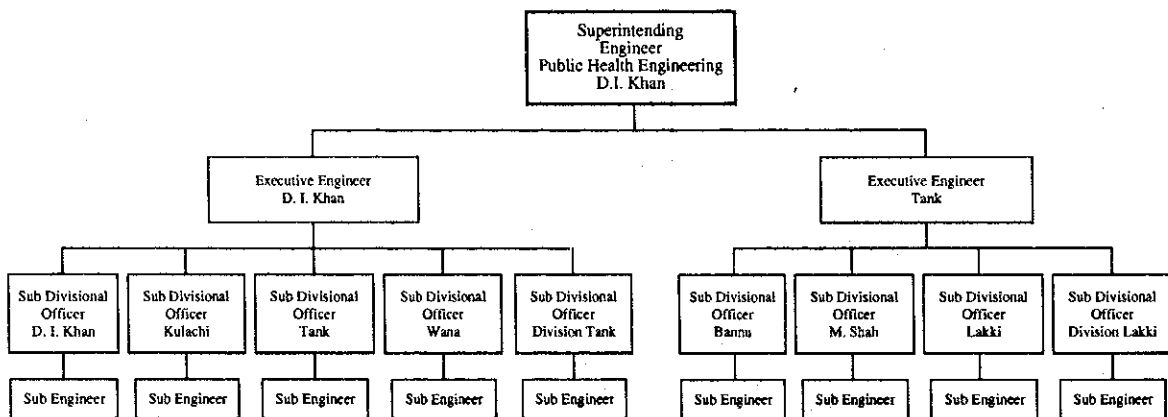 Superintending
Engineer
Public Health Engineering
D.I. Khan
Executive Engineer
D. I. Khan
Executive Engineer
Tank
Sub Divisional
Officer
D. I. Khan
Sub Divisional
Officer
Kulachi
Sub Divisional
Officer
Tank
Sub Divisional
Officer
Wana
Sub Divisional
Officer
Division Tank
Sub Divisional
Officer
Bannu
Sub Divisional
Officer
M. Shah
Sub Divisional
Officer
Lakki
Sub Divisional
Officer
Division Lakki
Sub Engineer
Sub Engineer
Sub Engineer
Sub Engineer
Sub Engineer
Sub Engineer
Sub Engineer
Sub Engineer
Sub Engineer